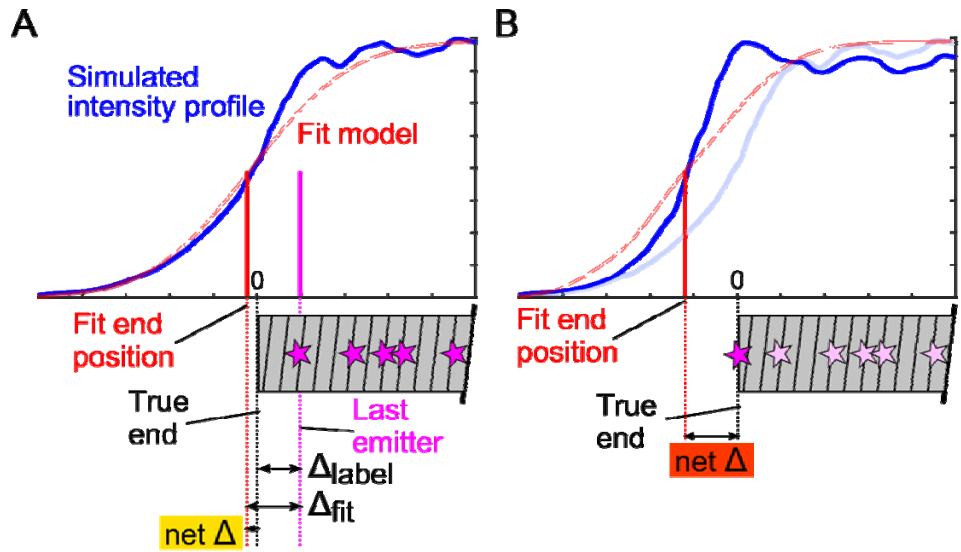 A
Simulated
intensity profile
Fit model
0
Fit end
position
True
end
Last
emitter
Δlabel
Δfit
net Δ
B
0
Fit end
position
True
end
net Δ